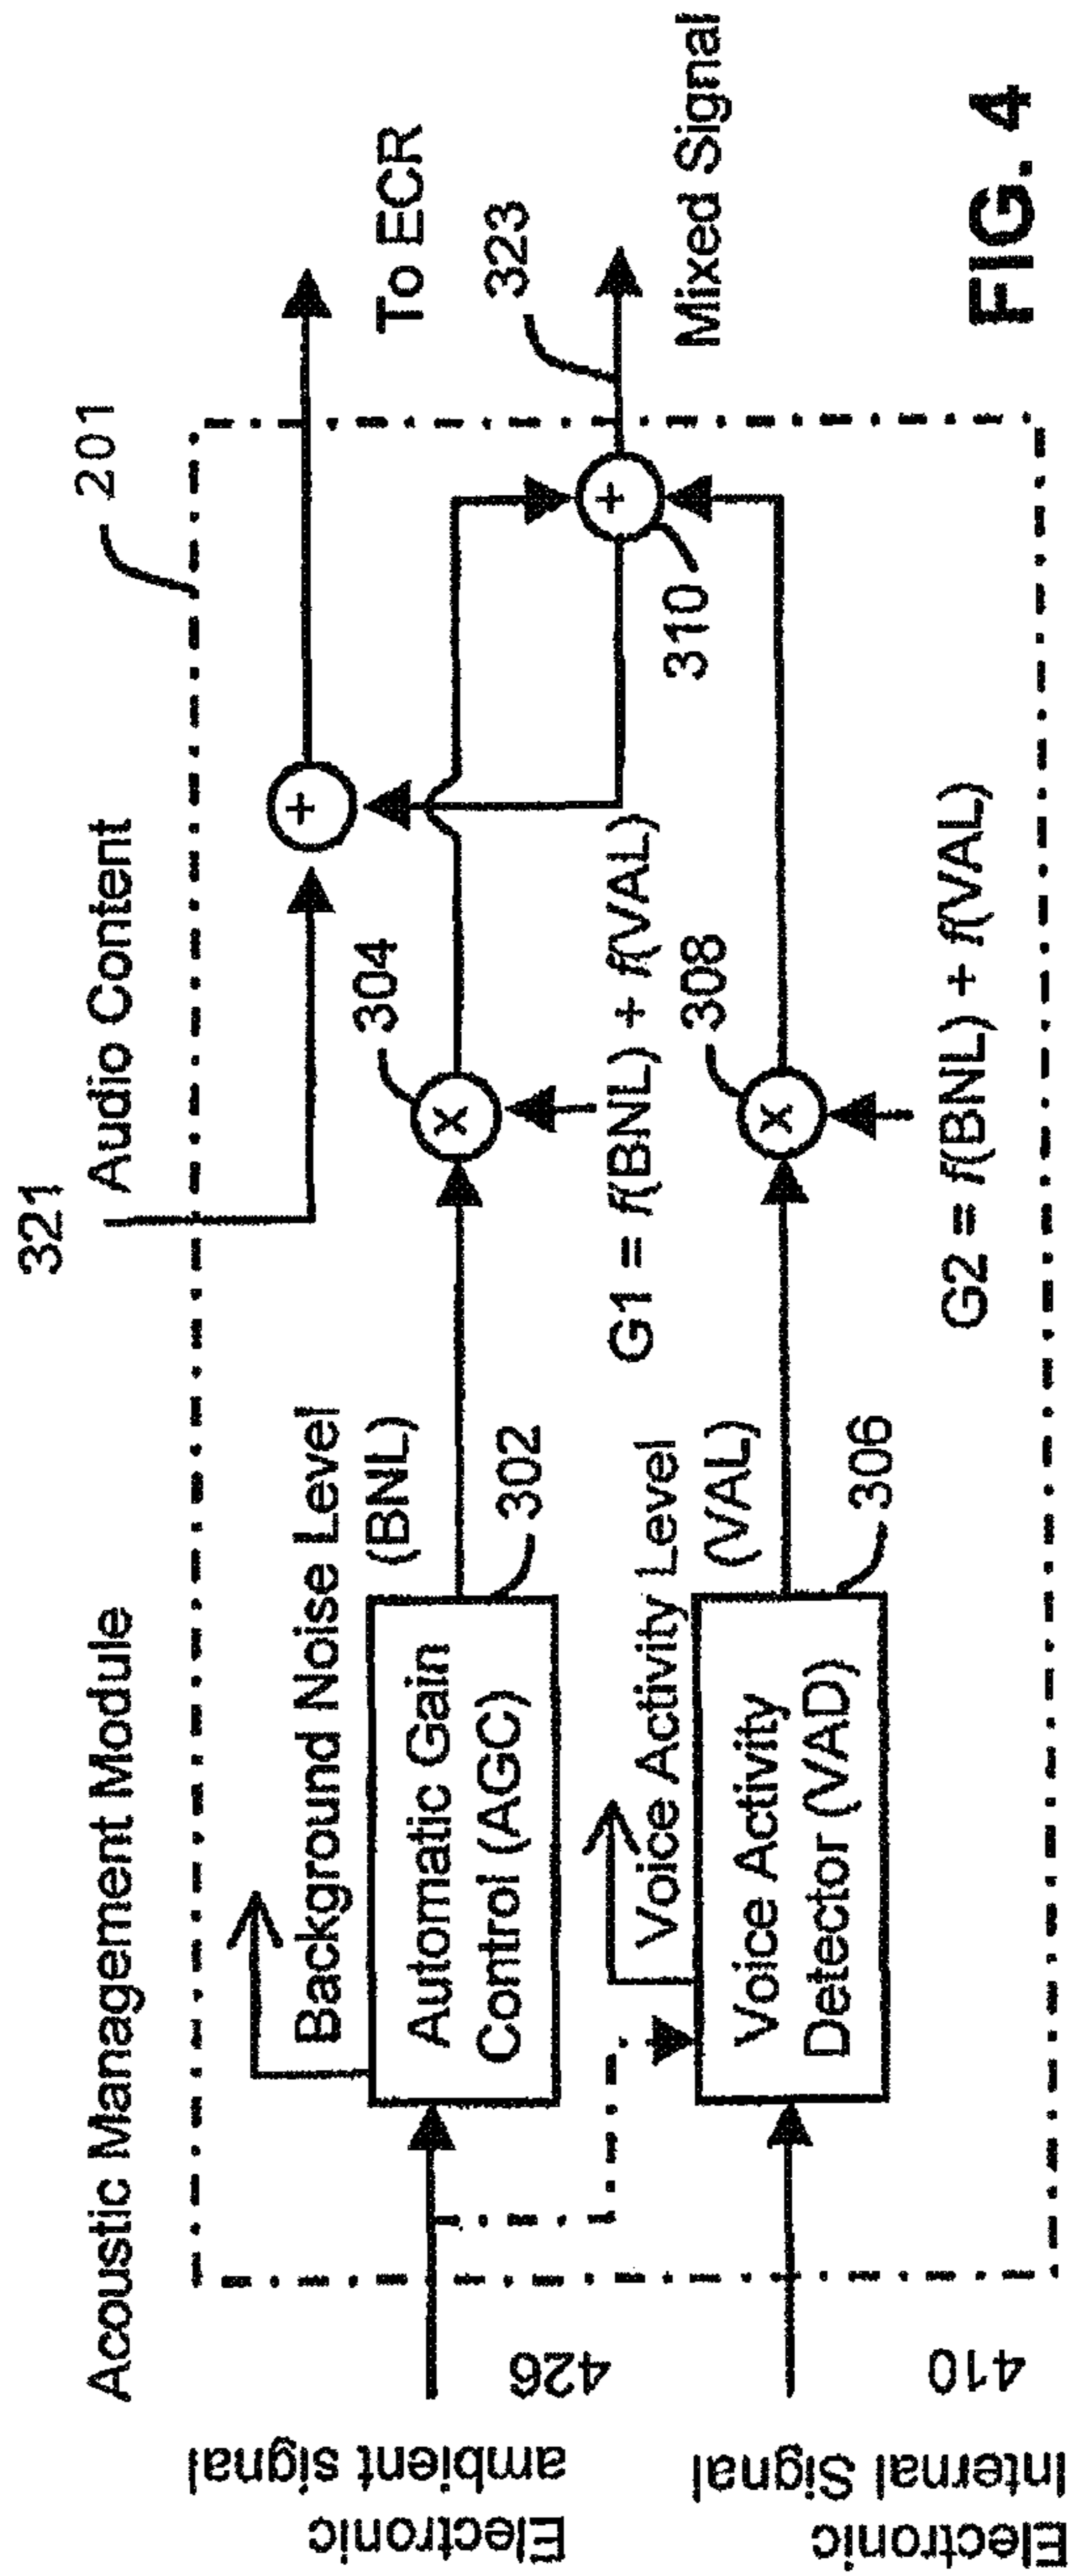 321
Audio Content
201
Acoustic Management Module
Background Noise Level
(BNL)
Automatic Gain
Control (AGC)
302
304
To ECR
G1 = f(BNL) + f(VAL)
323
Mixed Signal
310
Voice Activity Level
(VAL)
Voice Activity
Detector (VAD)
306
308
G2 = f(BNL) + f(VAL)
Electronic
ambient signal
426
Electronic
Internal Signal
410
+
+
x
x
FIG. 4